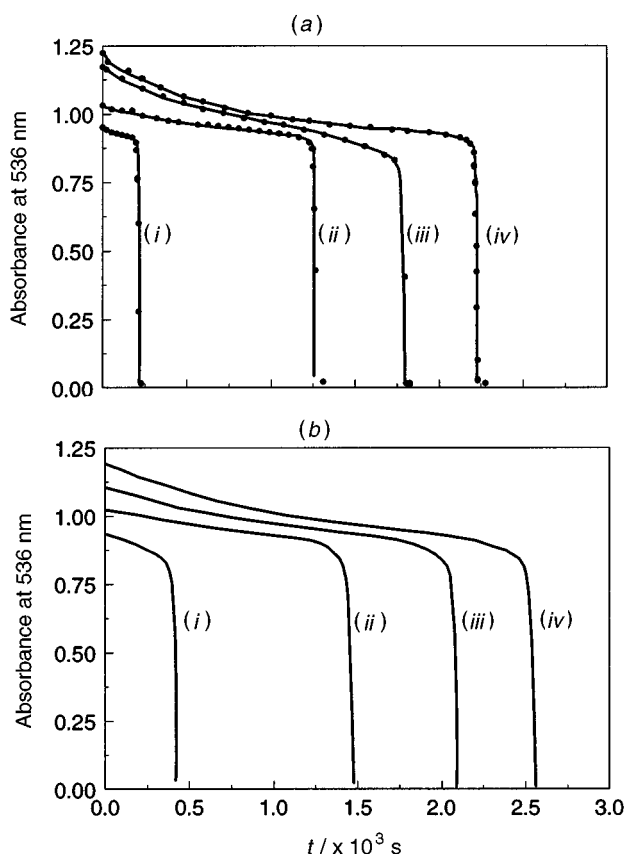 (a)
Absorbance at 536 nm
1.25
1.00
0.75
0.50
0.25
0.00
(i)
(ii)
(iii)
(iv)
(b)
Absorbance at 536 nm
1.25
1.00
0.75
0.50
0.25
0.00
(i)
(ii)
(iii)
(iv)
0.0 0.5 1.0 1.5 2.0 2.5 3.0
t / x 10³ s